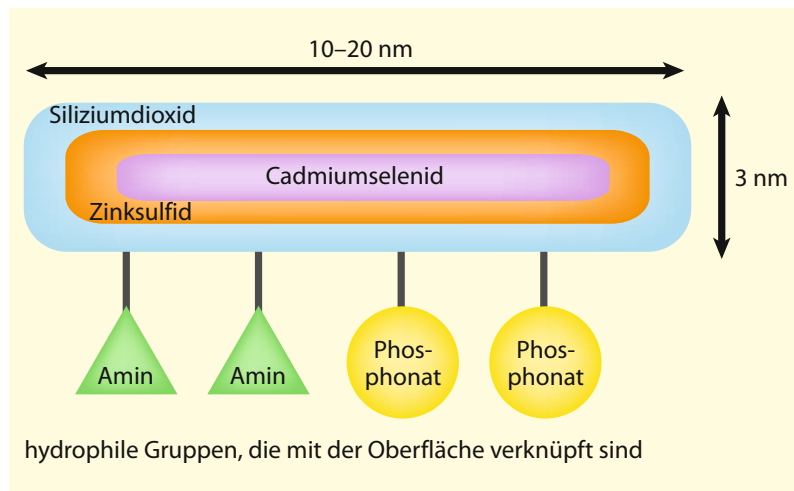 10–20 nm
Siliziumdioxid
Cadmiumselenid
3 nm
Zinksulfid
Amin
Amin
Phos-
phonat
Phos-
phonat
hydrophile Gruppen, die mit der Oberfläche verknüpft sind